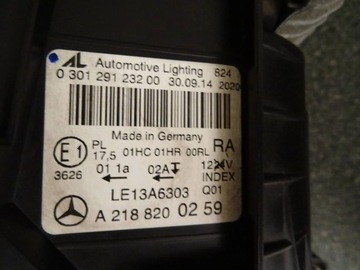 AL Automotive Lighting 824
0 301 291 232 00 30.09.14 2020
Made in Germany
E1 PL 01HC 01HR 00RL RA
17,5 12V
3626 01 1a 02A INDEX
LE13A6303 Q01
A 218 820 02 59